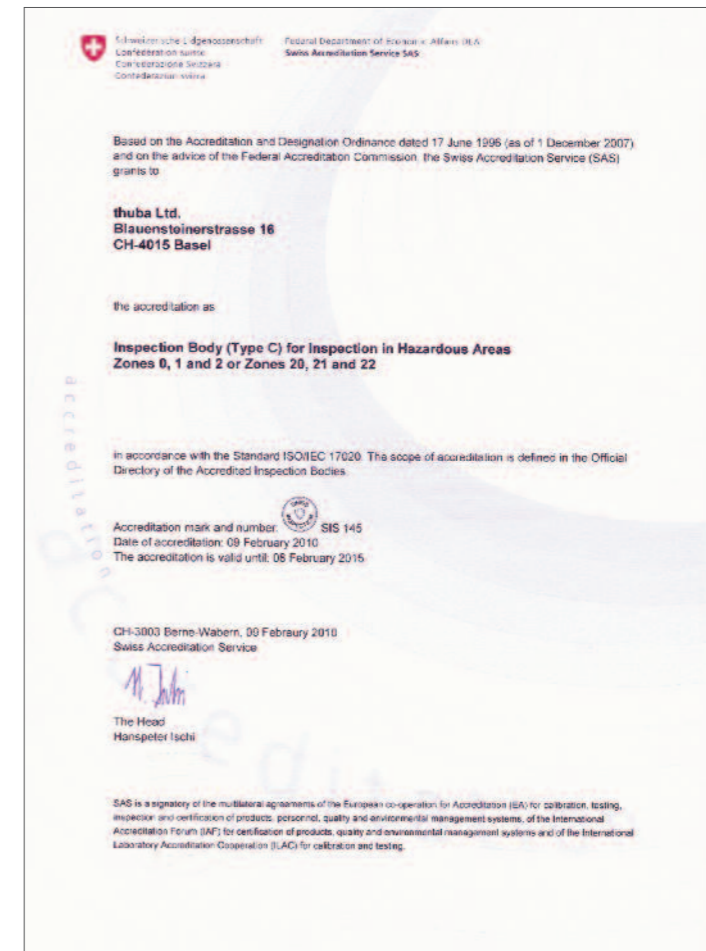 Schweizerische Eidgenossenschaft
Confédération suisse
Confederazione Svizzera
Confederaziun svizra
Federal Department of Economic Affairs DEA
Swiss Accreditation Service SAS
Based on the Accreditation and Designation Ordinance dated 17 June 1996 (as of 1 December 2007)
and on the advice of the Federal Accreditation Commission, the Swiss Accreditation Service (SAS)
grants to
thuba Ltd.
Blauensteinerstrasse 16
CH-4015 Basel
the accreditation as
Inspection Body (Type C) for Inspection in Hazardous Areas
Zones 0, 1 and 2 or Zones 20, 21 and 22
in accordance with the Standard ISO/IEC 17020. The scope of accreditation is defined in the Official
Directory of the Accredited Inspection Bodies.
Accreditation mark and number: SIS 145
Date of accreditation: 09 February 2010
The accreditation is valid until: 08 February 2015
CH-3003 Berne-Wabern, 09 Febraury 2010
Swiss Accreditation Service
The Head
Hanspeter Ischi
SAS is a signatory of the multilateral agreements of the European co-operation for Accreditation (EA) for calibration, testing,
inspection and certification of products, personnel, quality and environmental management systems, of the International
Accreditation Forum (IAF) for certification of products, quality and environmental management systems and of the International
Laboratory Accreditation Cooperation (ILAC) for calibration and testing.
accreditation